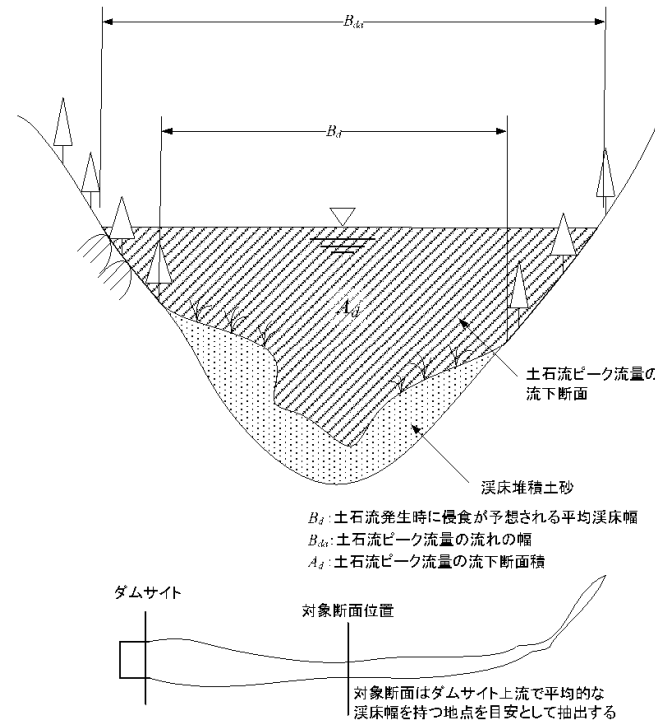 B_da
B_d
A_d
土石流ピーク流量の
流下断面
渓床堆積土砂
B_d：土石流発生時に侵食が予想される平均渓床幅
B_da：土石流ピーク流量の流れの幅
A_d：土石流ピーク流量の流下断面積
ダムサイト
対象断面位置
対象断面はダムサイト上流で平均的な
渓床幅を持つ地点を目安として抽出する